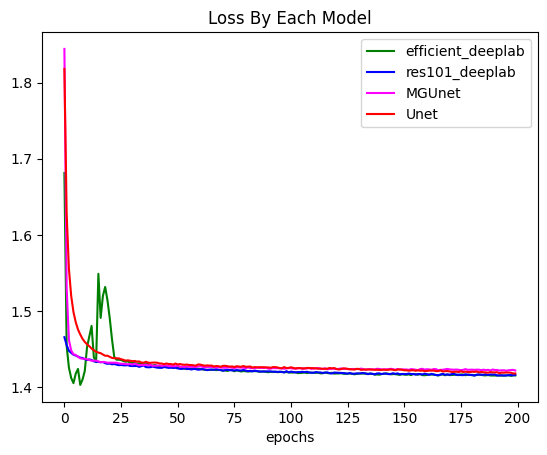 Loss By Each Model
efficient_deeplab
res101_deeplab
MGUnet
Unet
1.8
1.7
1.6
1.5
1.4
0 25 50 75 100 125 150 175 200
epochs